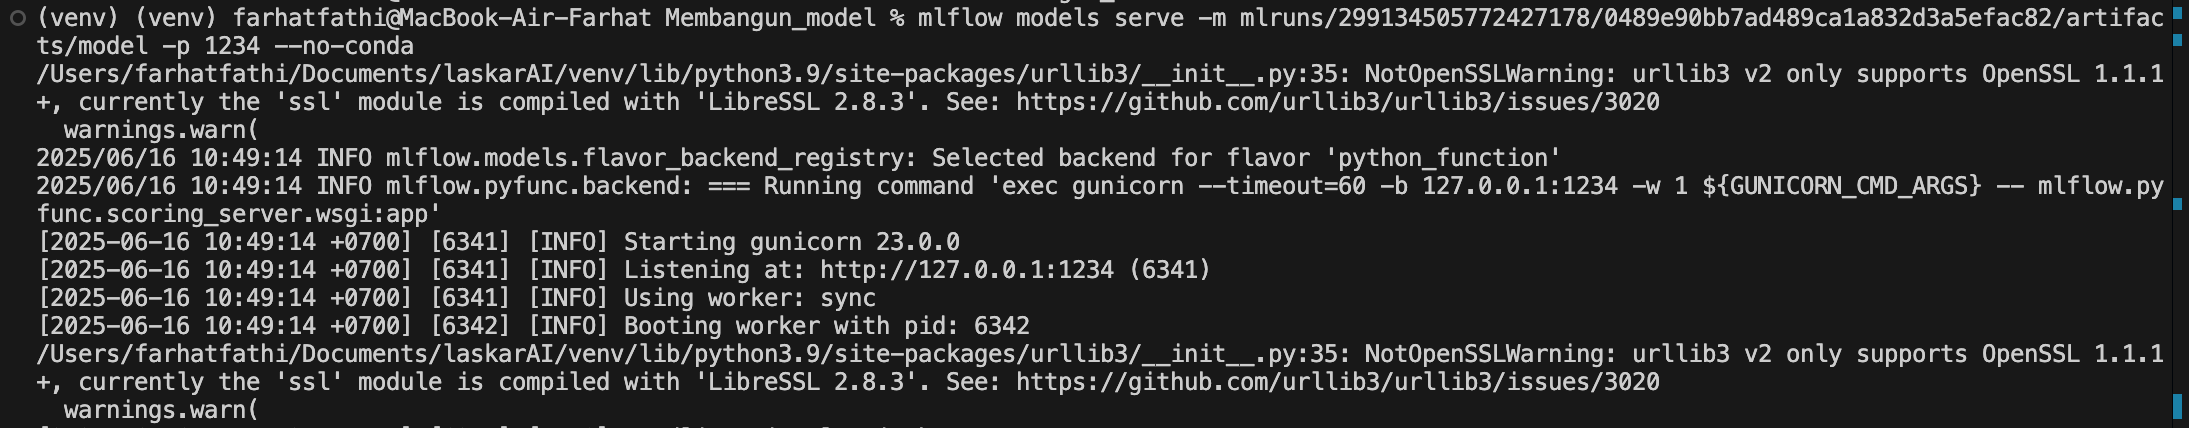 (venv) (venv) farhatfathi@MacBook-Air-Farhat Membangun_model % mlflow models serve -m mlruns/299134505772427178/0489e90bb7ad489ca1a832d3a5efac82/artifac
ts/model -p 1234 --no-conda
/Users/farhatfathi/Documents/laskarAI/venv/lib/python3.9/site-packages/urllib3/__init__.py:35: NotOpenSSLWarning: urllib3 v2 only supports OpenSSL 1.1.1
+, currently the 'ssl' module is compiled with 'LibreSSL 2.8.3'. See: https://github.com/urllib3/urllib3/issues/3020
  warnings.warn(
2025/06/16 10:49:14 INFO mlflow.models.flavor_backend_registry: Selected backend for flavor 'python_function'
2025/06/16 10:49:14 INFO mlflow.pyfunc.backend: === Running command 'exec gunicorn --timeout=60 -b 127.0.0.1:1234 -w 1 ${GUNICORN_CMD_ARGS} -- mlflow.py
func.scoring_server.wsgi:app'
[2025-06-16 10:49:14 +0700] [6341] [INFO] Starting gunicorn 23.0.0
[2025-06-16 10:49:14 +0700] [6341] [INFO] Listening at: http://127.0.0.1:1234 (6341)
[2025-06-16 10:49:14 +0700] [6341] [INFO] Using worker: sync
[2025-06-16 10:49:14 +0700] [6342] [INFO] Booting worker with pid: 6342
/Users/farhatfathi/Documents/laskarAI/venv/lib/python3.9/site-packages/urllib3/__init__.py:35: NotOpenSSLWarning: urllib3 v2 only supports OpenSSL 1.1.1
+, currently the 'ssl' module is compiled with 'LibreSSL 2.8.3'. See: https://github.com/urllib3/urllib3/issues/3020
  warnings.warn(